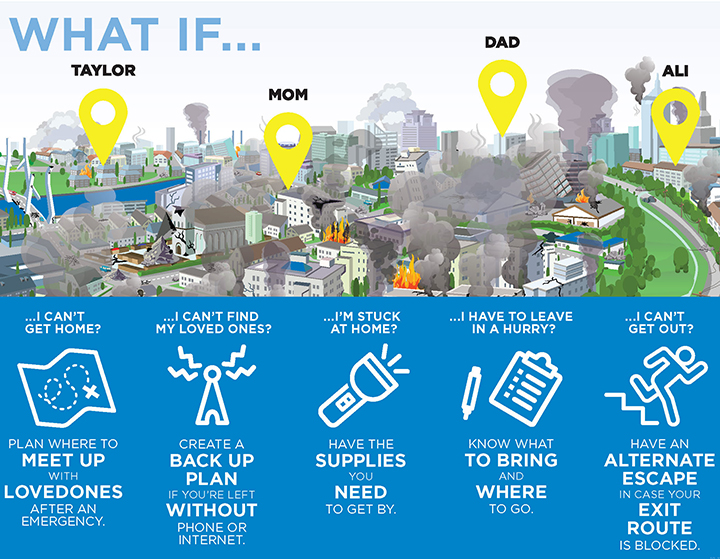 WHAT IF...
TAYLOR
MOM
DAD
ALI
...I CAN'T
GET HOME?
PLAN WHERE TO
MEET UP
WITH
LOVEDONES
AFTER AN
EMERGENCY.
...I CAN'T FIND
MY LOVED ONES?
CREATE A
BACK UP
PLAN
IF YOU'RE LEFT
WITHOUT
PHONE OR
INTERNET.
...I'M STUCK
AT HOME?
HAVE THE
SUPPLIES
YOU
NEED
TO GET BY.
...I HAVE TO LEAVE
IN A HURRY?
KNOW WHAT
TO BRING
AND
WHERE
TO GO.
...I CAN'T
GET OUT?
HAVE AN
ALTERNATE
ESCAPE
IN CASE YOUR
EXIT
ROUTE
IS BLOCKED.